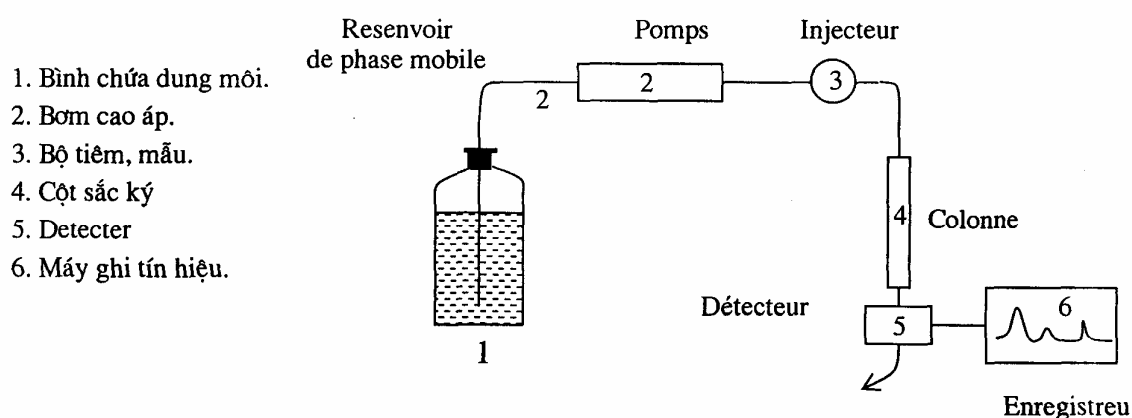 Resenvoir
de phase mobile
Pomps
Injecteur
1. Bình chứa dung môi.
2. Bơm cao áp.
3. Bộ tiêm, mẫu.
4. Cột sắc ký
5. Detecter
6. Máy ghi tín hiệu.
2
2
3
4
Colonne
Détecteur
5
6
1
Enregistreu